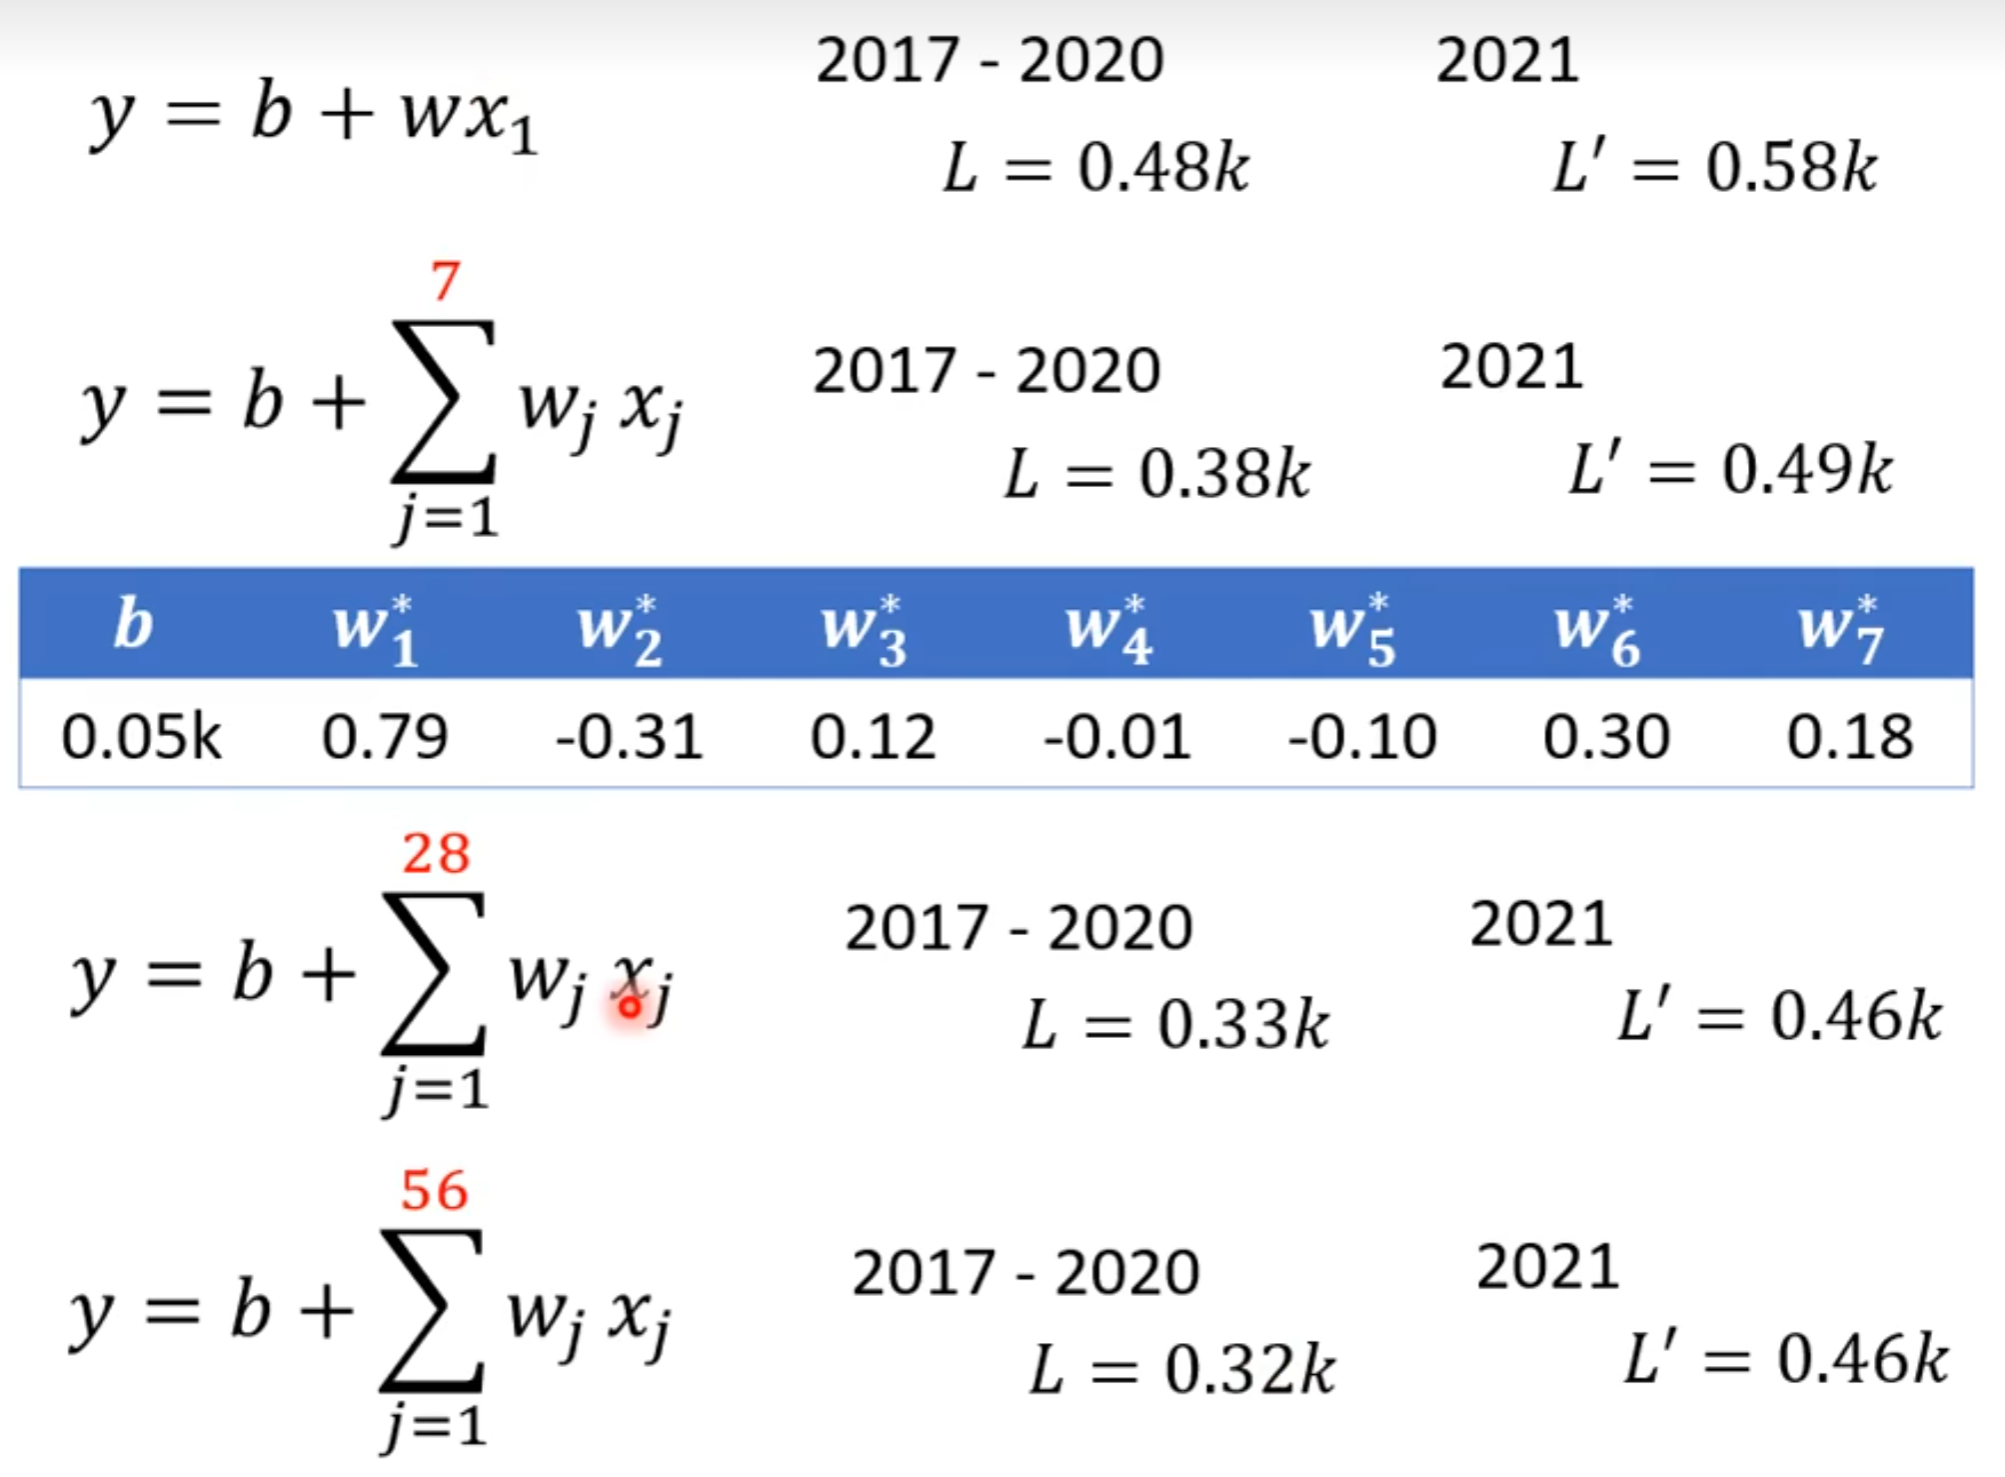 2017 - 2020 2021
y = b + wx₁ L = 0.48k L′ = 0.58k
7
y = b + ∑ wⱼ xⱼ 2017 - 2020 2021
L = 0.38k L′ = 0.49k
j=1
b w₁* w₂* w₃* w₄* w₅* w₆* w₇*
0.05k 0.79 -0.31 0.12 -0.01 -0.10 0.30 0.18
28
y = b + ∑ wⱼ xⱼ 2017 - 2020 2021
L = 0.33k L′ = 0.46k
j=1
56
y = b + ∑ wⱼ xⱼ 2017 - 2020 2021
L = 0.32k L′ = 0.46k
j=1